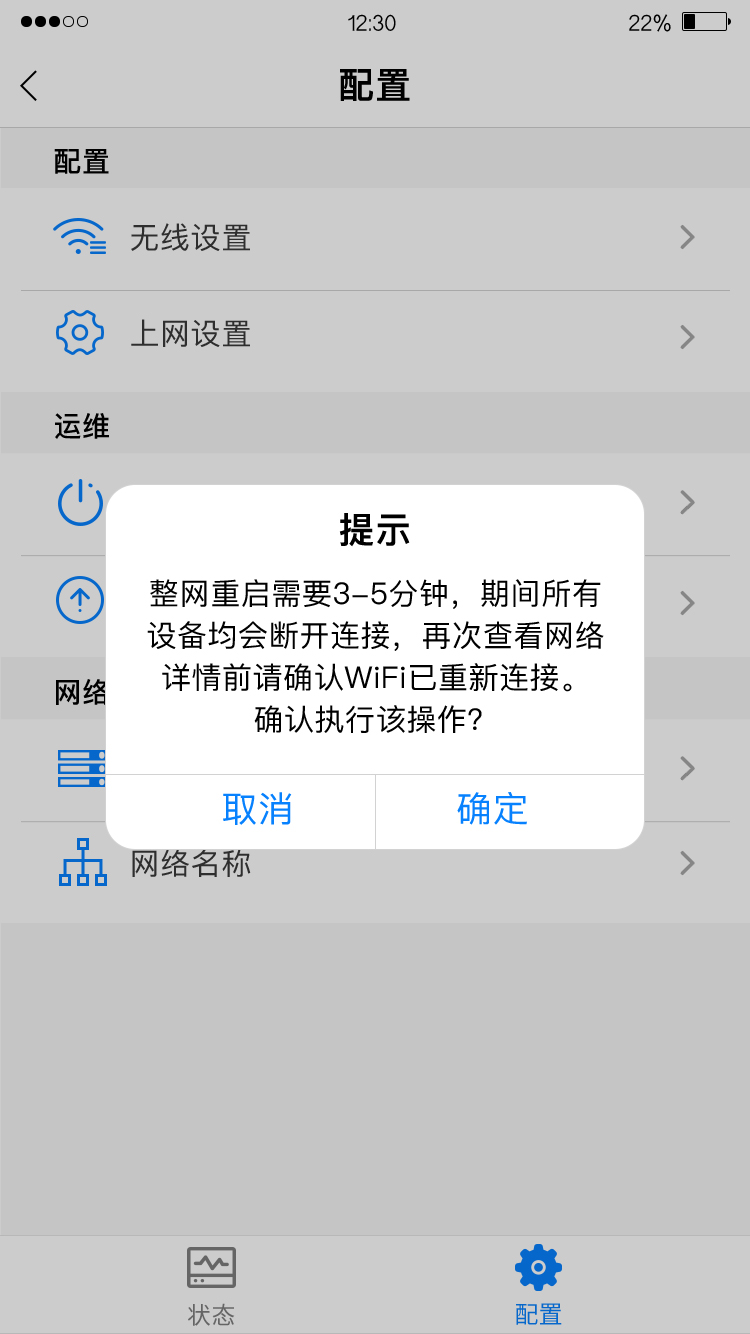 12:30
22%
配置
配置
无线设置
上网设置
运维
提示
整网重启需要3-5分钟，期间所有
设备均会断开连接，再次查看网络
详情前请确认WiFi已重新连接。
确认执行该操作?
取消
确定
网络
网络名称
状态
配置